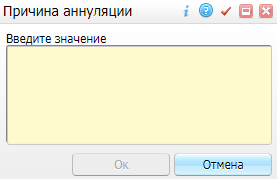 Причина аннуляции
Введите значение
Ок
Отмена